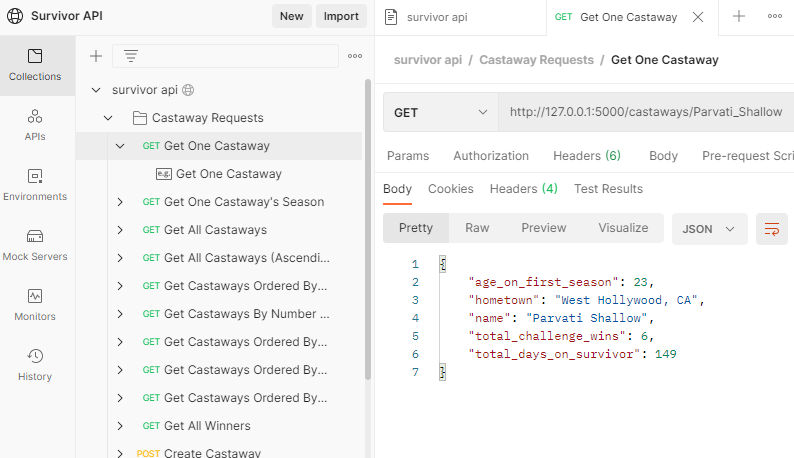 Survivor API
New
Import
Collections
APIs
Environments
Mock Servers
Monitors
History
survivor api
Castaway Requests
GET Get One Castaway
e.g. Get One Castaway
GET Get One Castaway's Season
GET Get All Castaways
GET Get All Castaways (Ascendi...
GET Get Castaways Ordered By...
GET Get Castaways By Number ...
GET Get Castaways Ordered By...
GET Get Castaways Ordered By...
GET Get Castaways Ordered By...
GET Get All Winners
POST Create Castaway
survivor api
GET Get One Castaway
survivor api / Castaway Requests / Get One Castaway
GET http://127.0.0.1:5000/castaways/Parvati_Shallow
Params Authorization Headers (6) Body Pre-request Scri
Body Cookies Headers (4) Test Results
Pretty Raw Preview Visualize JSON
1 {
2 "age_on_first_season": 23,
3 "hometown": "West Hollywood, CA",
4 "name": "Parvati Shallow",
5 "total_challenge_wins": 6,
6 "total_days_on_survivor": 149
7 }